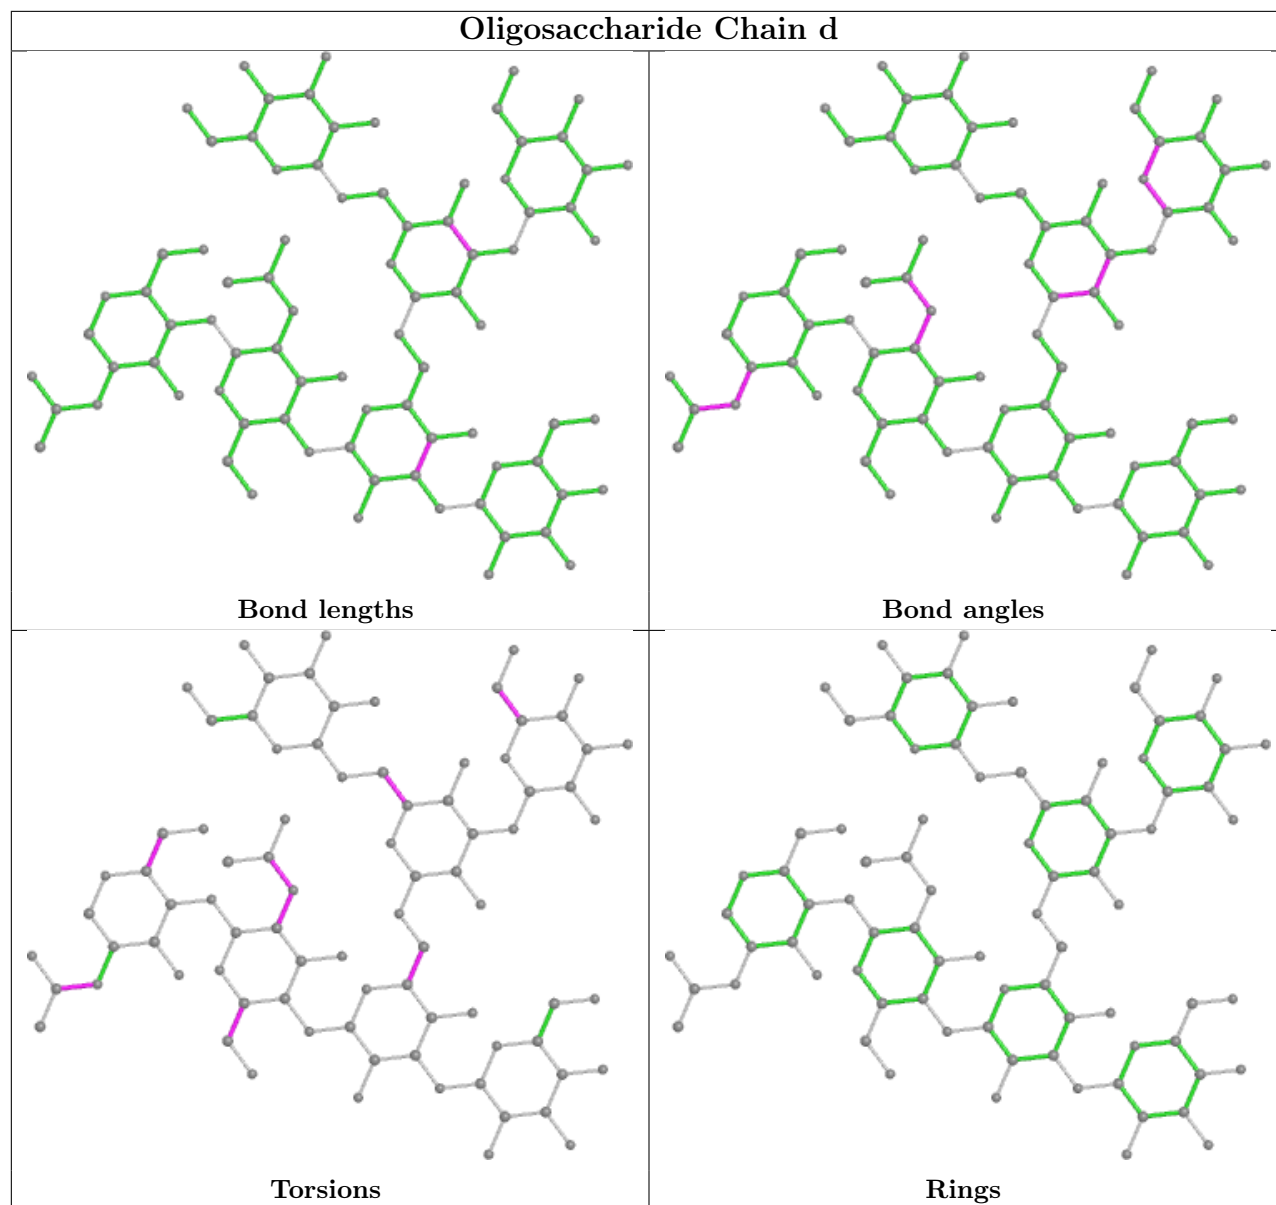 Oligosaccharide Chain d
Bond lengths
Bond angles
Torsions
Rings